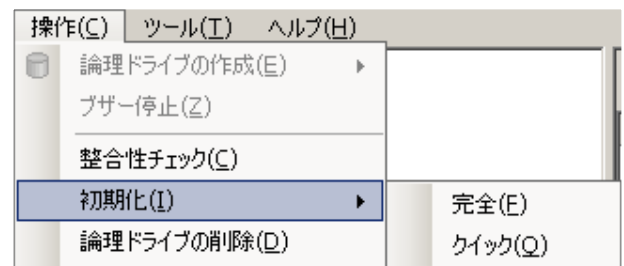 操作(C) ツール(T) ヘルプ(H)
論理ドライブの作成(E)
ブザー停止(Z)
整合性チェック(C)
初期化(I)
完全(F)
論理ドライブの削除(D)
クイック(Q)